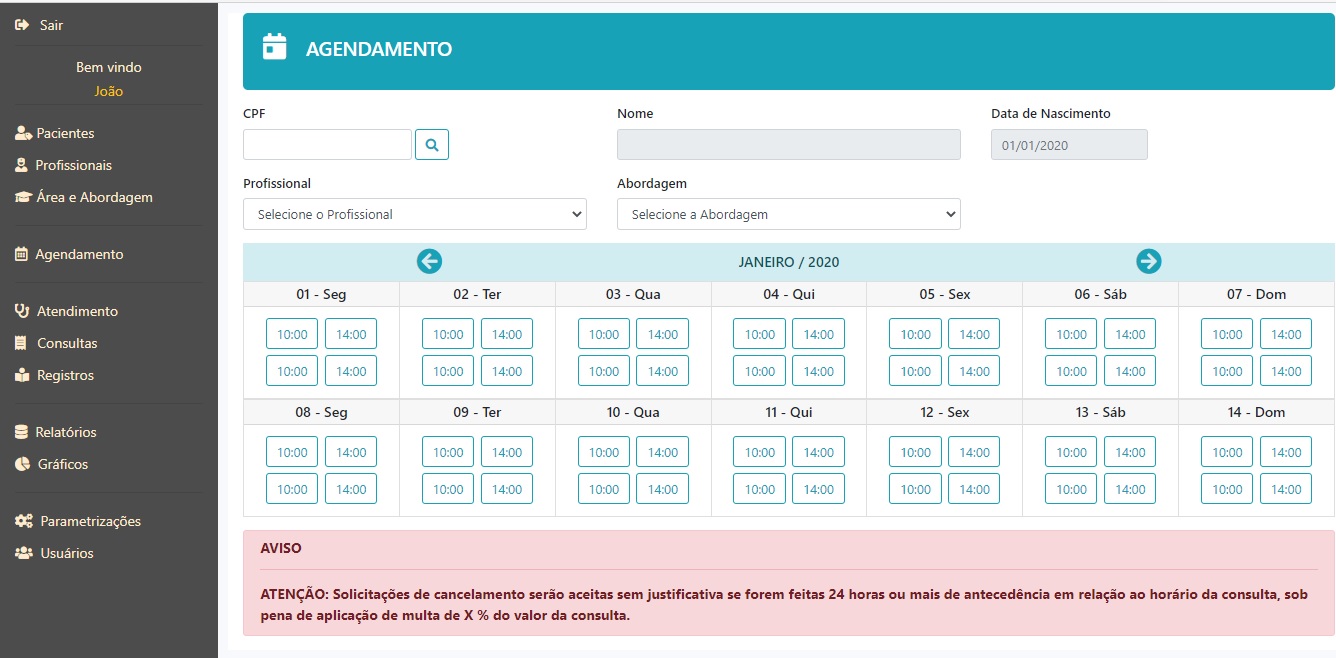 Sair
Bem vindo
João
Pacientes
Profissionais
Área e Abordagem
Agendamento
Atendimento
Consultas
Registros
Relatórios
Gráficos
Parametrizações
Usuários
AGENDAMENTO
CPF Nome Data de Nascimento
01/01/2020
Profissional Abordagem
Selecione o Profissional Selecione a Abordagem
JANEIRO / 2020
01 - Seg 02 - Ter 03 - Qua 04 - Qui 05 - Sex 06 - Sáb 07 - Dom
10:00 14:00 10:00 14:00 10:00 14:00 10:00 14:00 10:00 14:00 10:00 14:00 10:00 14:00
10:00 14:00 10:00 14:00 10:00 14:00 10:00 14:00 10:00 14:00 10:00 14:00 10:00 14:00
08 - Seg 09 - Ter 10 - Qua 11 - Qui 12 - Sex 13 - Sáb 14 - Dom
10:00 14:00 10:00 14:00 10:00 14:00 10:00 14:00 10:00 14:00 10:00 14:00 10:00 14:00
10:00 14:00 10:00 14:00 10:00 14:00 10:00 14:00 10:00 14:00 10:00 14:00 10:00 14:00
AVISO
ATENÇÃO: Solicitações de cancelamento serão aceitas sem justificativa se forem feitas 24 horas ou mais de antecedência em relação ao horário da consulta, sob
pena de aplicação de multa de X % do valor da consulta.